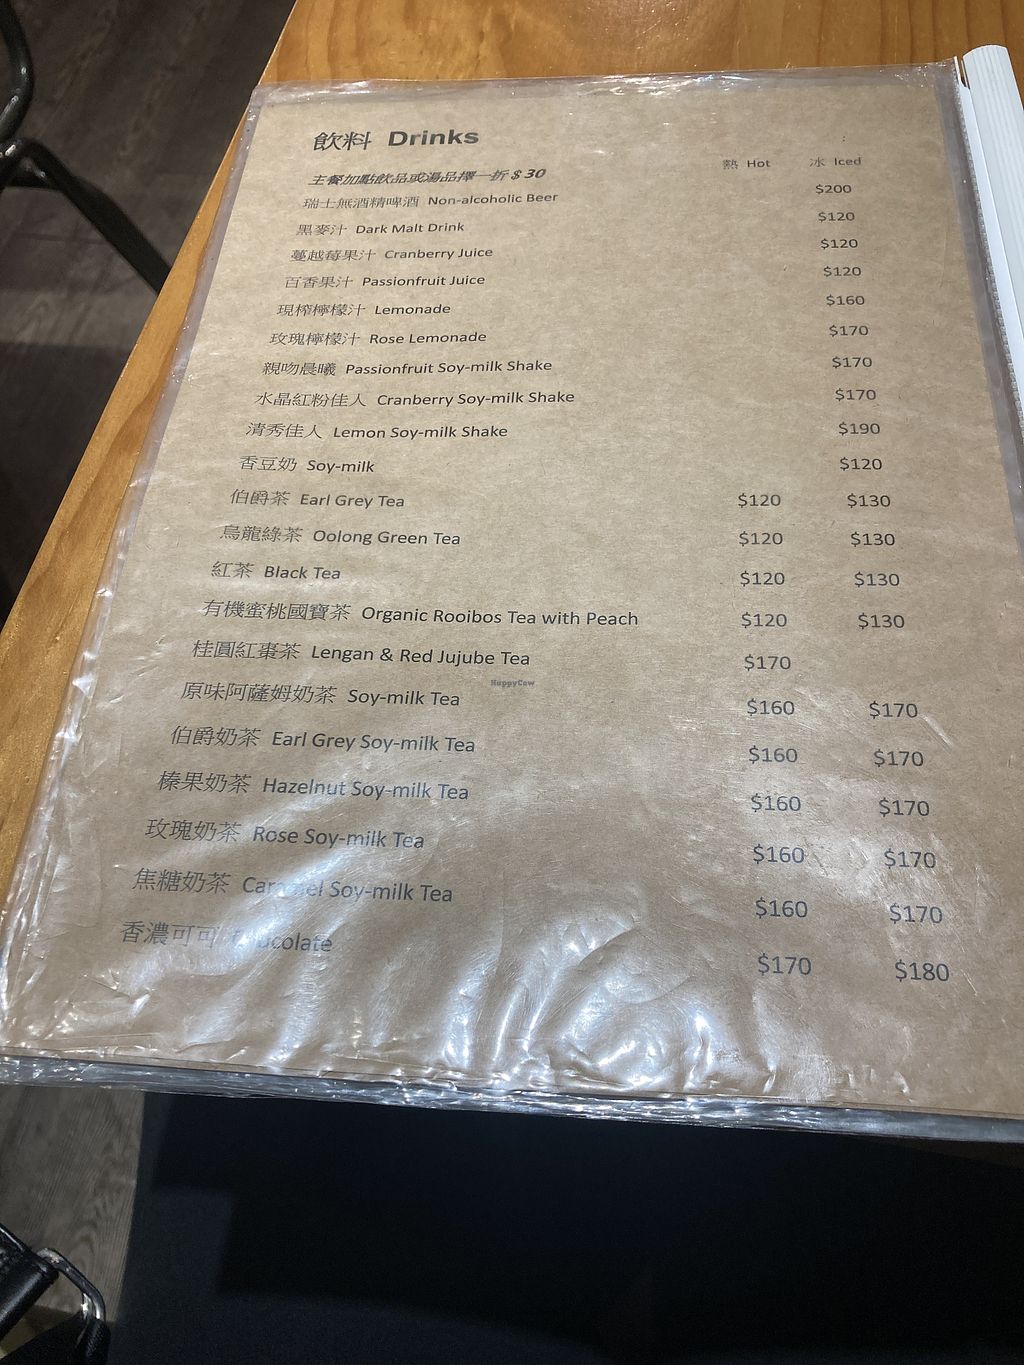 飲料 Drinks
熱 Hot 冰 Iced
主餐加點飲品或湯品擇一折 $ 30
瑞士無酒精啤酒 Non-alcoholic Beer $200
黑麥汁 Dark Malt Drink $120
蔓越莓果汁 Cranberry Juice $120
百香果汁 Passionfruit Juice $120
現榨檸檬汁 Lemonade $160
玫瑰檸檬汁 Rose Lemonade $170
親吻晨曦 Passionfruit Soy-milk Shake $170
水晶紅粉佳人 Cranberry Soy-milk Shake $170
清秀佳人 Lemon Soy-milk Shake $190
香豆奶 Soy-milk $120
伯爵茶 Earl Grey Tea $120 $130
烏龍綠茶 Oolong Green Tea $120 $130
紅茶 Black Tea $120 $130
有機蜜桃國寶茶 Organic Rooibos Tea with Peach $120 $130
桂圓紅棗茶 Lengan & Red Jujube Tea $170
HappyCow
原味阿薩姆奶茶 Soy-milk Tea $160 $170
伯爵奶茶 Earl Grey Soy-milk Tea $160 $170
榛果奶茶 Hazelnut Soy-milk Tea $160 $170
玫瑰奶茶 Rose Soy-milk Tea $160 $170
焦糖奶茶 Caramel Soy-milk Tea $160 $170
香濃可可 Chocolate $170 $180